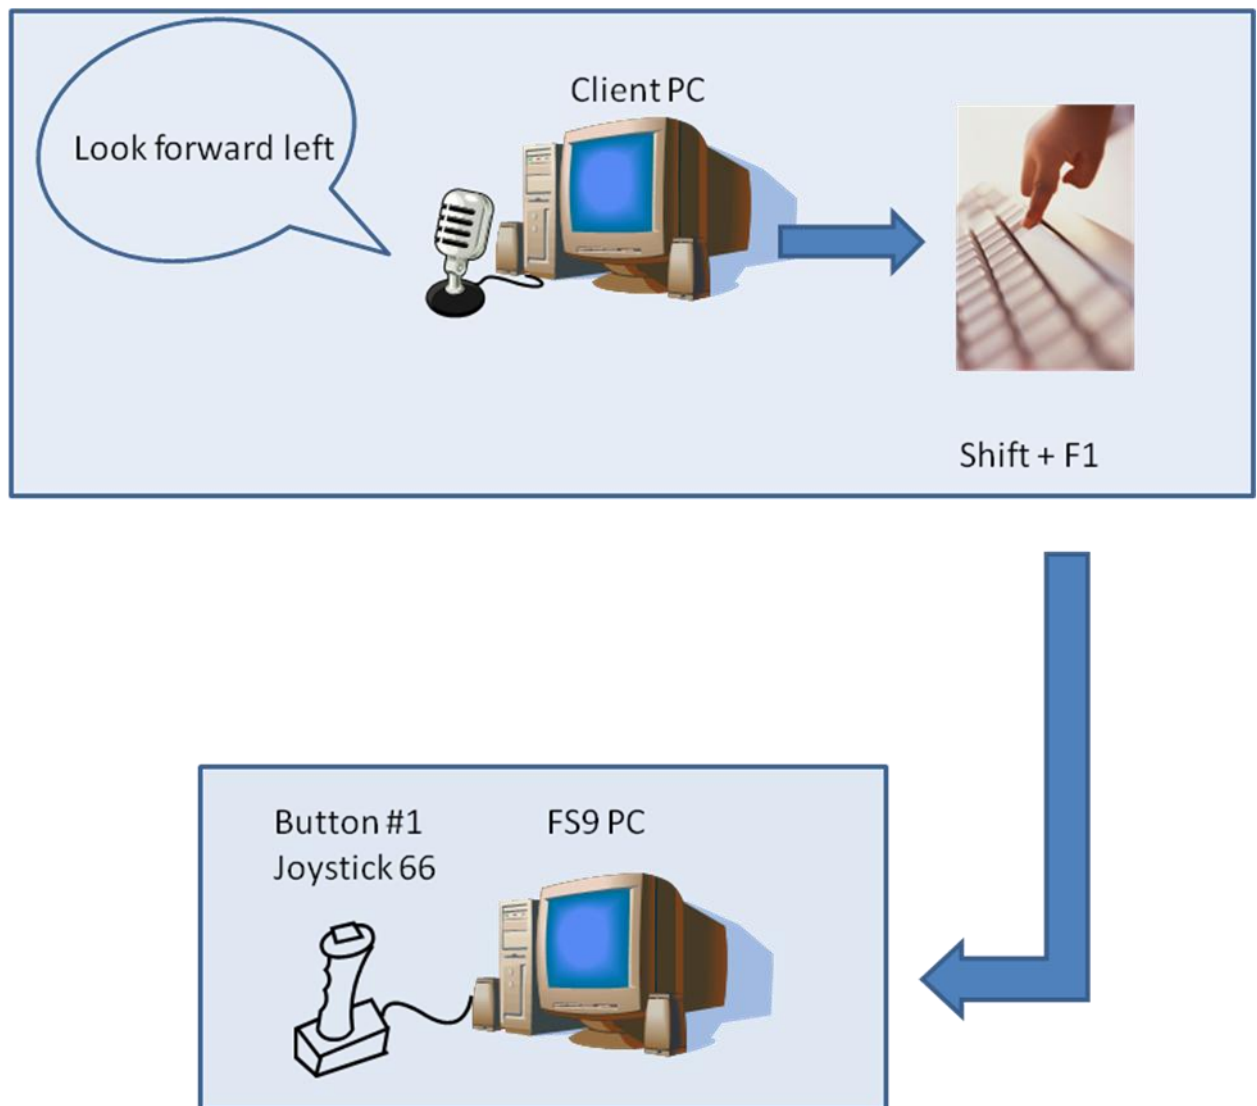 Client PC
Look forward left
Shift + F1
Button #1
Joystick 66
FS9 PC